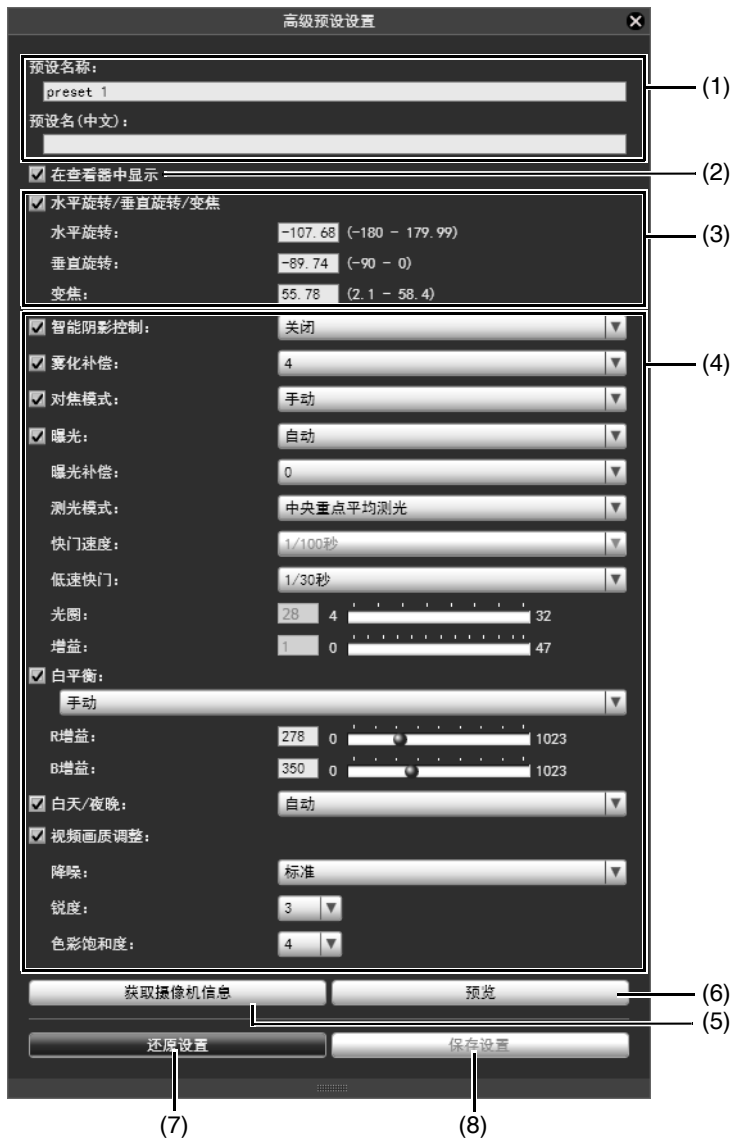 高级预设设置
预设名称：
(1)
preset 1
预设名(中文)：
在查看器中显示
(2)
水平旋转/垂直旋转/变焦
水平旋转： -107.68 (-180 - 179.99)
(3)
垂直旋转： -89.74 (-90 - 0)
变焦： 55.78 (2.1 - 58.4)
智能阴影控制： 关闭
雾化补偿： 4
(4)
对焦模式： 手动
曝光： 自动
曝光补偿： 0
测光模式： 中央重点平均测光
快门速度： 1/100秒
低速快门： 1/30秒
光圈： 28 4 32
增益： 1 0 47
白平衡：
手动
R增益： 278 0 1023
B增益： 350 0 1023
白天/夜晚： 自动
视频画质调整：
降噪： 标准
锐度： 3
色彩饱和度： 4
获取摄像机信息 预览
(6)
(5)
还原设置 保存设置
(7) (8)